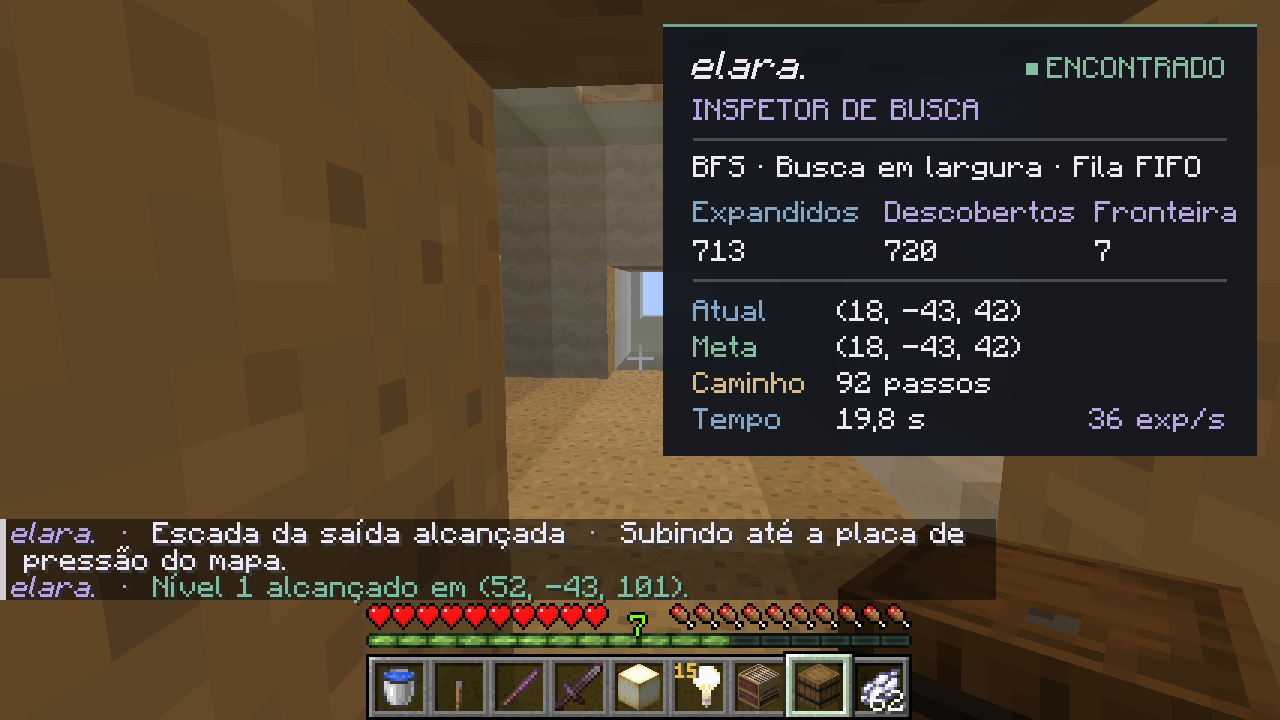 elara.
ENCONTRADO
INSPETOR DE BUSCA
BFS · Busca em largura · Fila FIFO
Expandidos Descobertos Fronteira
713 720 7
Atual (18, -43, 42)
Meta (18, -43, 42)
Caminho 92 passos
Tempo 19,8 s 36 exp/s
elara. · Escada da saída alcançada · Subindo até a placa de
pressão do mapa.
elara. · Nível 1 alcançado em (52, -43, 101).
7
15
62